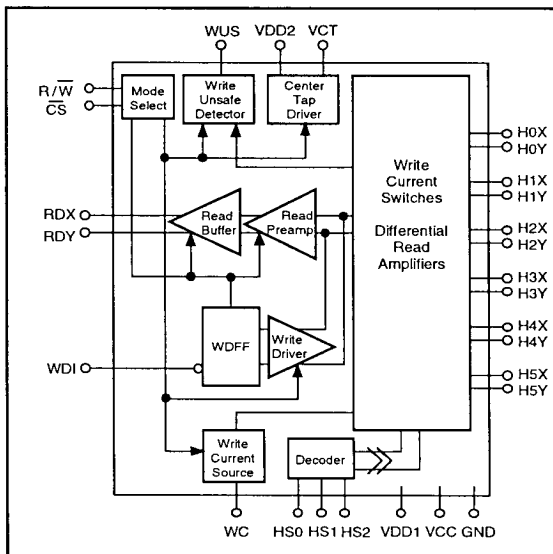 WUS VDD2 VCT
R/W̅
C̅S̅
Mode
Select
Write
Unsafe
Detector
Center
Tap
Driver
Write
Current
Switches
Differential
Read
Amplifiers
H0X
H0Y
H1X
H1Y
H2X
H2Y
H3X
H3Y
H4X
H4Y
H5X
H5Y
RDX
RDY
Read
Buffer
Read
Preamp
WDI
WDFF
Write
Driver
Write
Current
Source
Decoder
WC HS0 HS1 HS2 VDD1 VCC GND